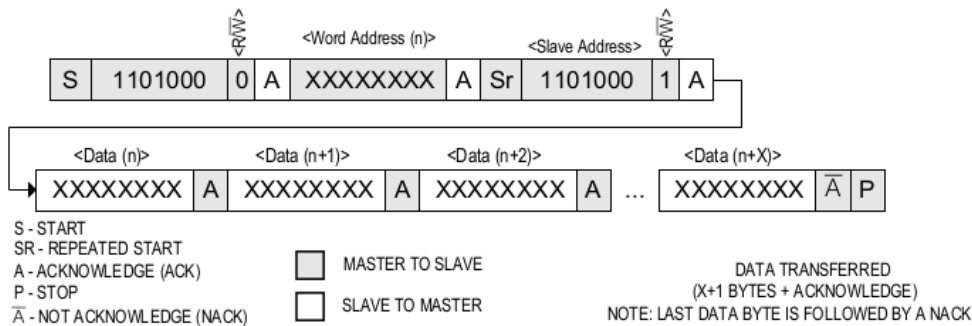 <R/W̅> <Word Address (n)> <Slave Address> <R/W̅>
S 1101000 0 A XXXXXXXX A Sr 1101000 1 A
<Data (n)> <Data (n+1)> <Data (n+2)> <Data (n+X)>
XXXXXXXX A XXXXXXXX A XXXXXXXX A ... XXXXXXXX A̅ P
S - START
SR - REPEATED START
A - ACKNOWLEDGE (ACK)
P - STOP
A̅ - NOT ACKNOWLEDGE (NACK)
MASTER TO SLAVE
SLAVE TO MASTER
DATA TRANSFERRED
(X+1 BYTES + ACKNOWLEDGE)
NOTE: LAST DATA BYTE IS FOLLOWED BY A NACK